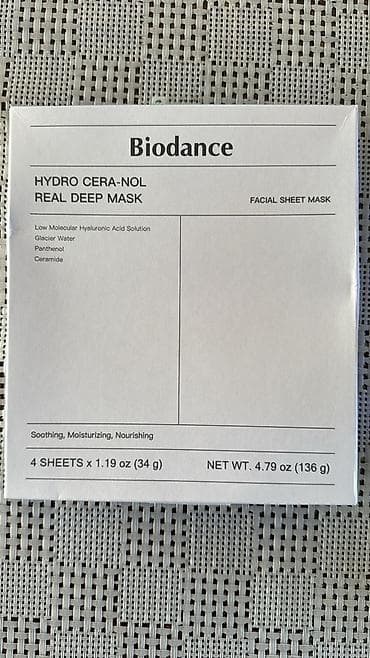 Biodance
HYDRO CERA-NOL
REAL DEEP MASK
FACIAL SHEET MASK
Low Molecular Hyaluronic Acid Solution
Glacier Water
Panthenol
Ceramide
Soothing, Moisturizing, Nourishing
4 SHEETS x 1.19 oz (34 g)
NET WT. 4.79 oz (136 g)